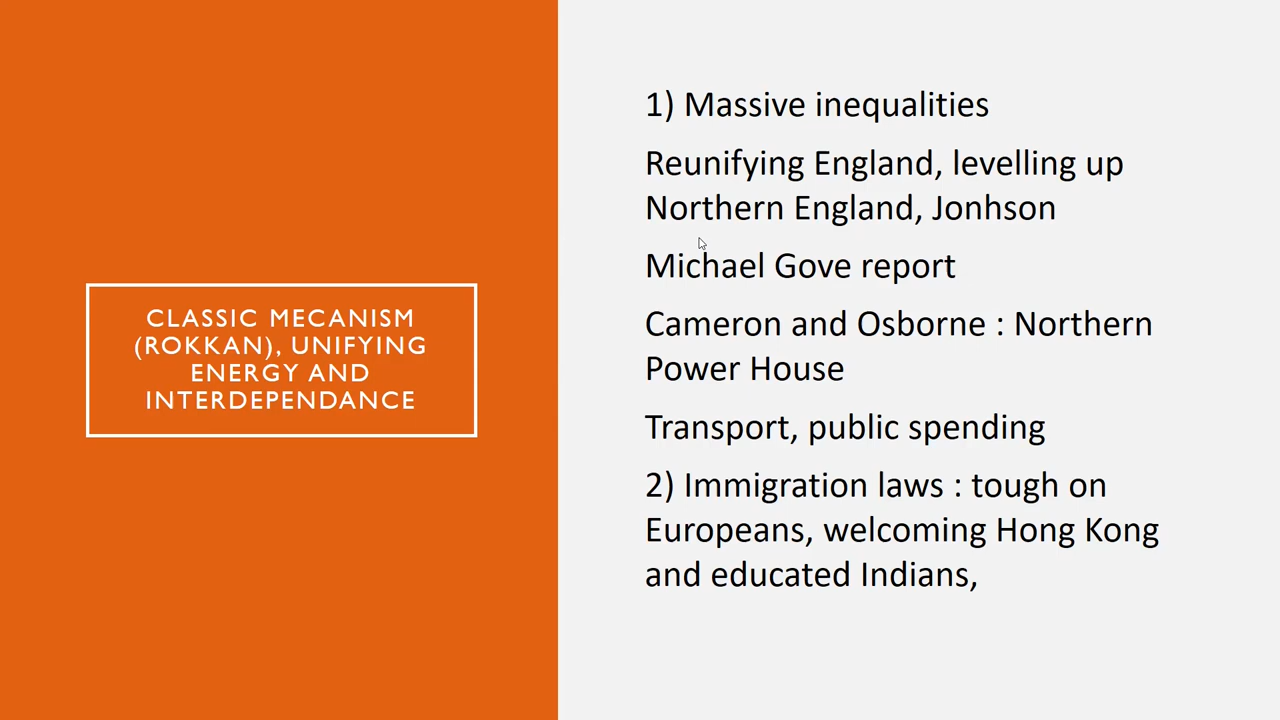 CLASSIC MECANISM
(ROKKAN), UNIFYING
ENERGY AND
INTERDEPENDANCE
1) Massive inequalities
Reunifying England, levelling up
Northern England, Jonhson
Michael Gove report
Cameron and Osborne : Northern
Power House
Transport, public spending
2) Immigration laws : tough on
Europeans, welcoming Hong Kong
and educated Indians,